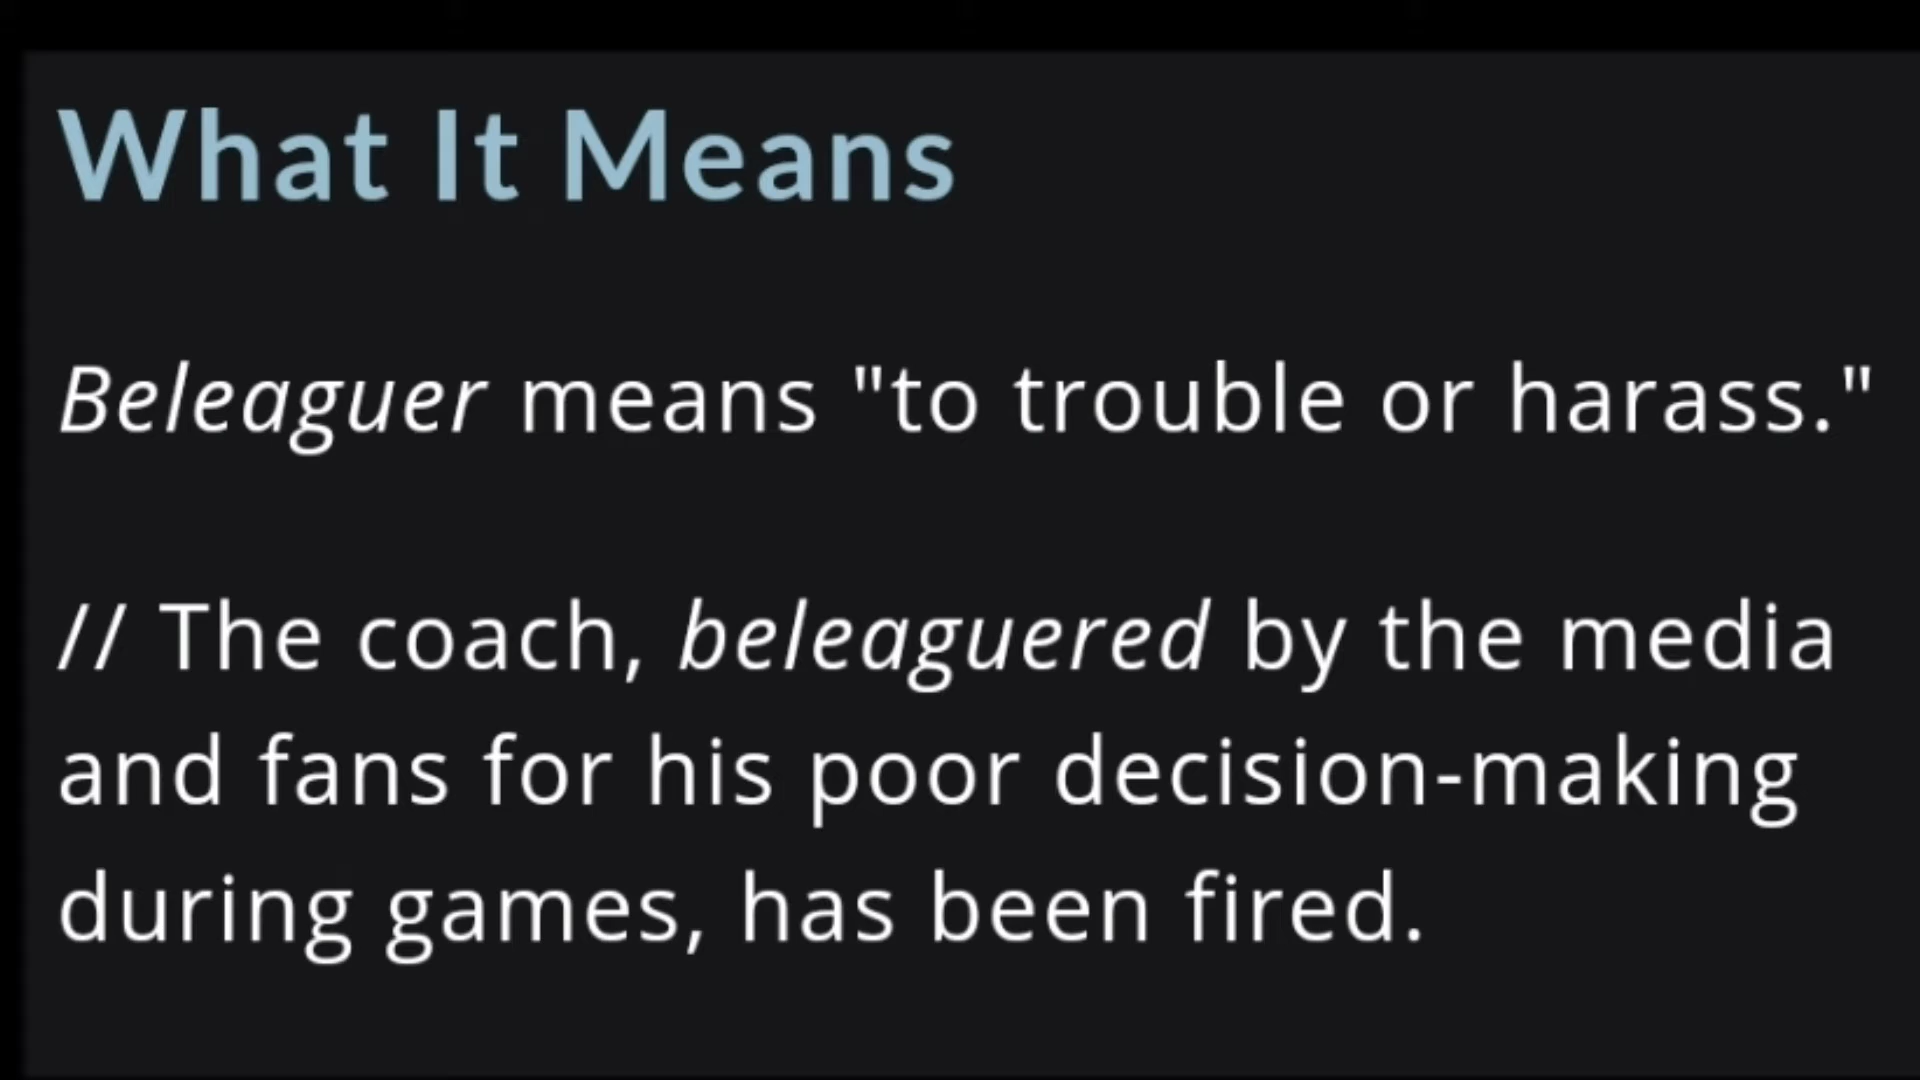 What It Means
Beleaguer means "to trouble or harass."
// The coach, beleaguered by the media
and fans for his poor decision-making
during games, has been fired.